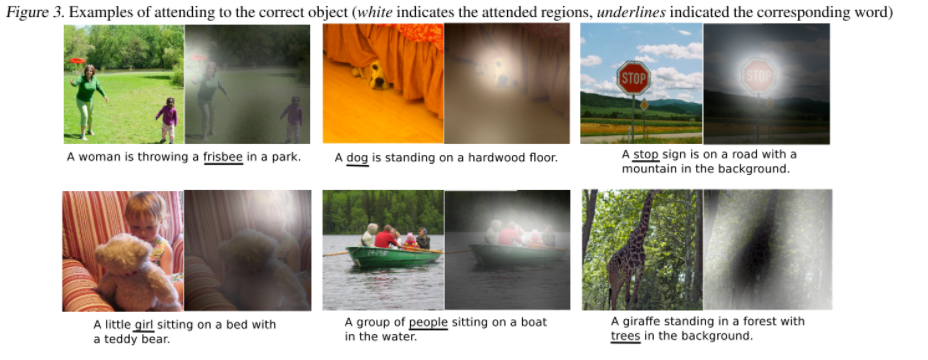 Figure 3. Examples of attending to the correct object (white indicates the attended regions, underlines indicated the corresponding word)
STOP
STOP
A woman is throwing a frisbee in a park.
A dog is standing on a hardwood floor.
A stop sign is on a road with a
mountain in the background.
A little girl sitting on a bed with
a teddy bear.
A group of people sitting on a boat
in the water.
A giraffe standing in a forest with
trees in the background.